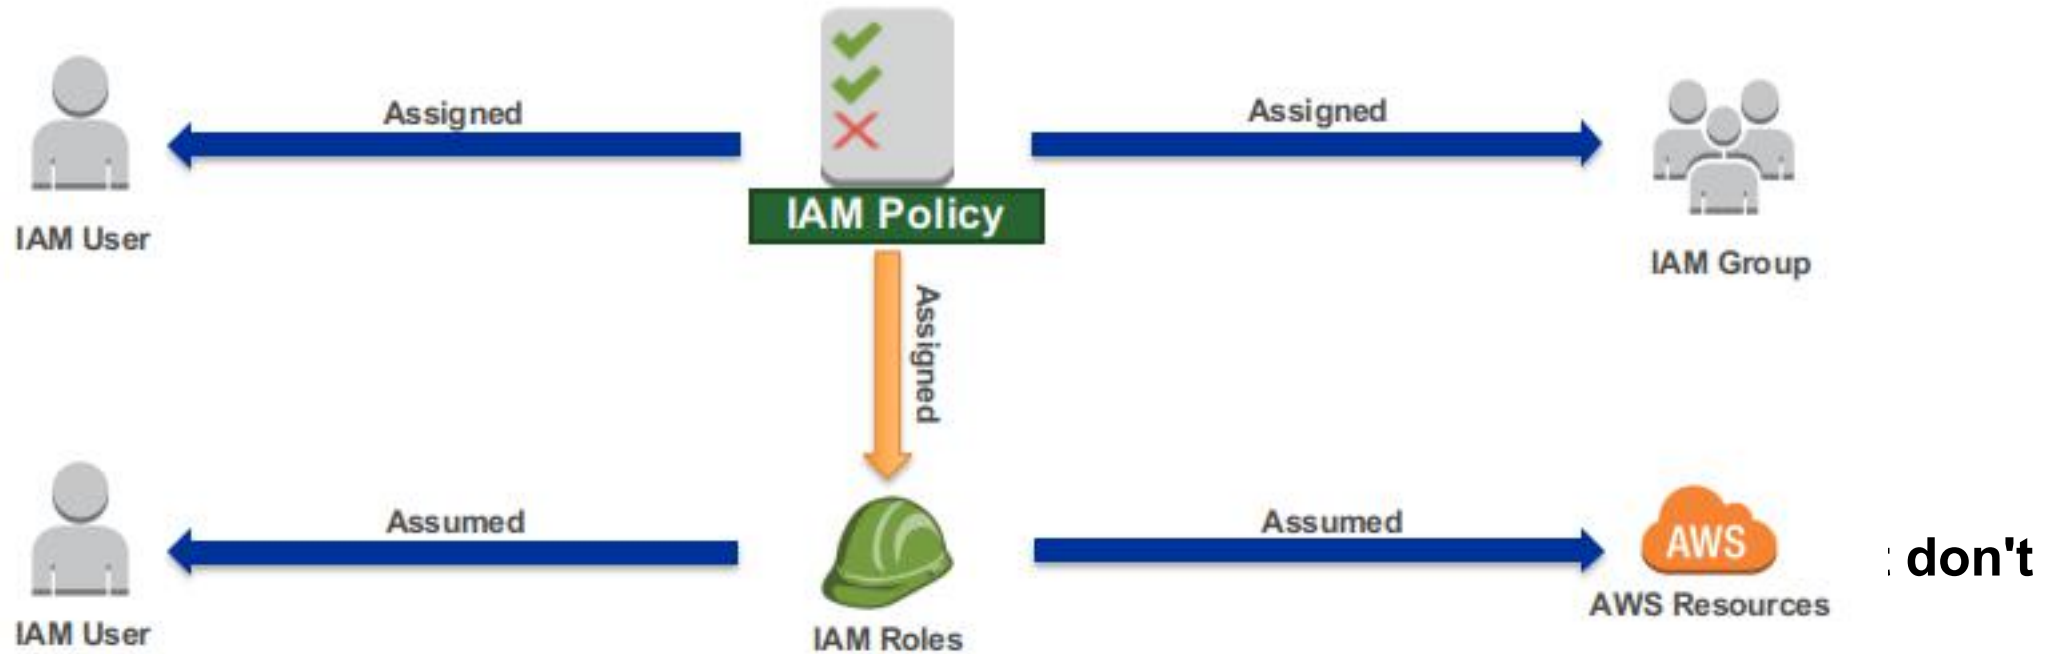 Assigned
Assigned
IAM Policy
IAM User
IAM Group
Assigned
Assumed
Assumed
AWS
don't
AWS Resources
IAM User
IAM Roles